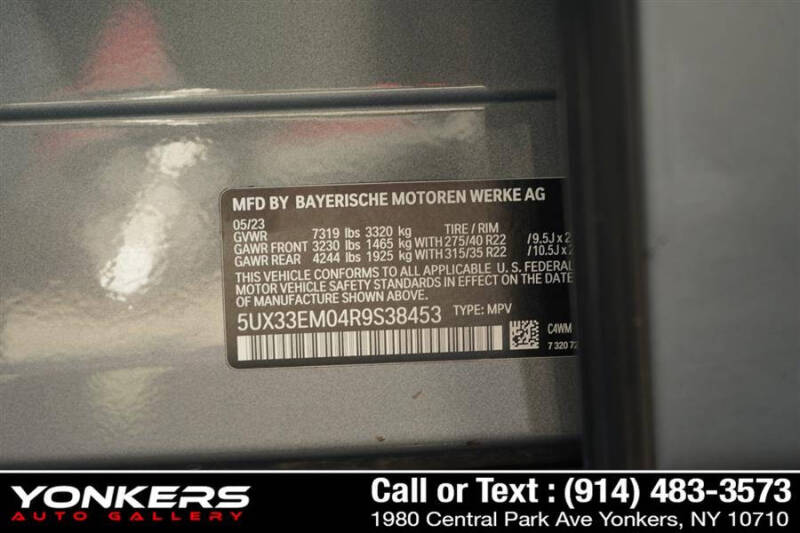 MFD BY BAYERISCHE MOTOREN WERKE AG
05/23
GVWR 7319 lbs 3320 kg TIRE / RIM
GAWR FRONT 3230 lbs 1465 kg WITH 275/40 R22 /9.5J x 2
GAWR REAR 4244 lbs 1925 kg WITH 315/35 R22 /10.5J x 2
THIS VEHICLE CONFORMS TO ALL APPLICABLE U. S. FEDERAL
MOTOR VEHICLE SAFETY STANDARDS IN EFFECT ON THE DATE
5UX33EM04R9S38453 TYPE: MPV
C4WM
7 320 72
YONKERS
AUTO GALLERY
Call or Text : (914) 483-3573
1980 Central Park Ave Yonkers, NY 10710